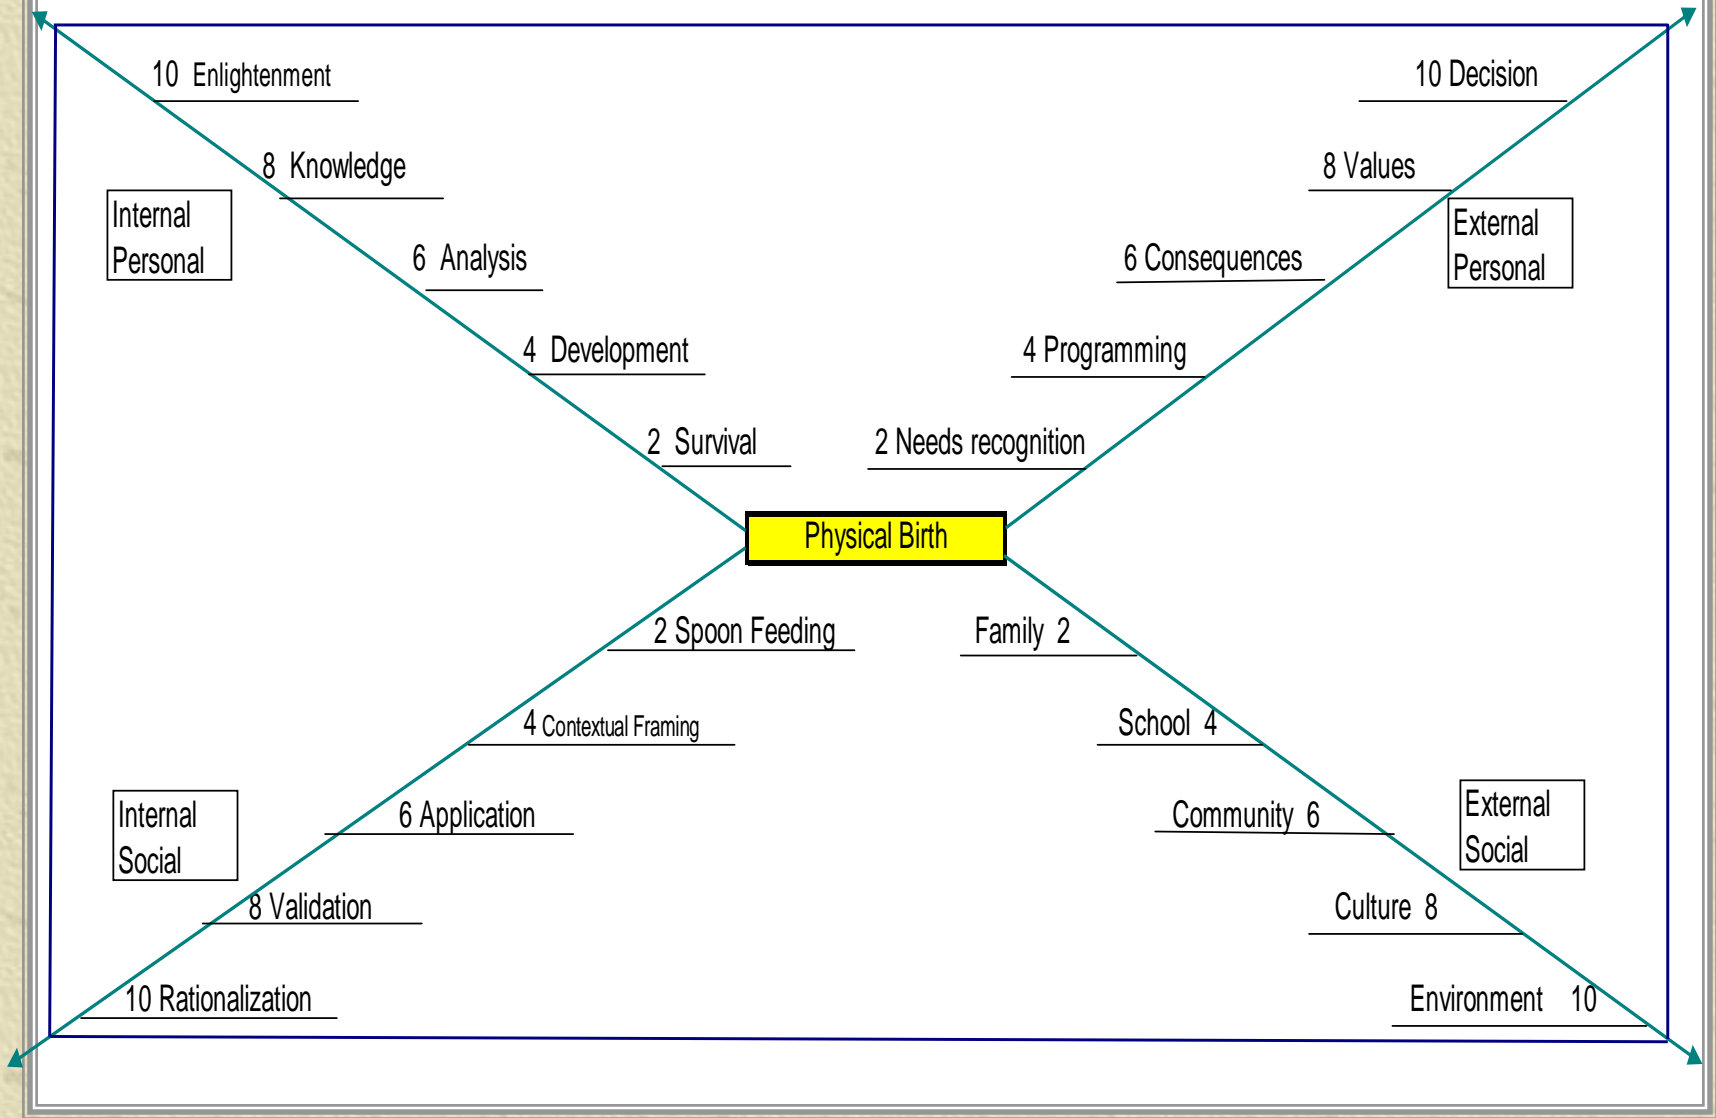 10 Enlightenment
10 Decision
8 Knowledge
8 Values
Internal
Personal
External
Personal
6 Analysis
6 Consequences
4 Development
4 Programming
2 Survival
2 Needs recognition
Physical Birth
2 Spoon Feeding
Family 2
4 Contextual Framing
School 4
Internal
Social
External
Social
6 Application
Community 6
8 Validation
Culture 8
10 Rationalization
Environment 10